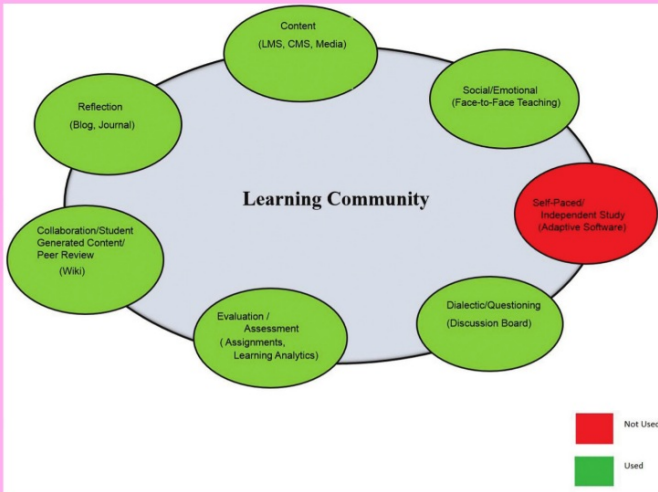 Content
(LMS, CMS, Media)
Social/Emotional
(Face-to-Face Teaching)
Reflection
(Blog, Journal)
Learning Community
Self-Paced/
Independent Study
(Adaptive Software)
Collaboration/Student
Generated Content/
Peer Review
(Wiki)
Evaluation /
Assessment
( Assignments,
Learning Analytics)
Dialectic/Questioning
(Discussion Board)
Not Used
Used